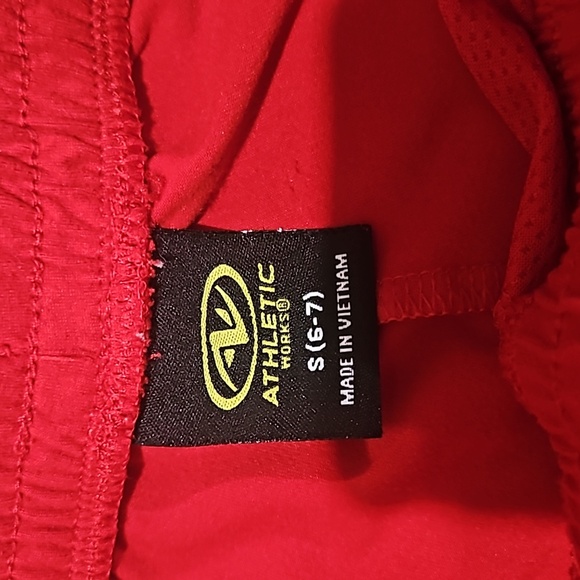 ATHLETIC
WORKS®
S (6-7)
MADE IN VIETNAM